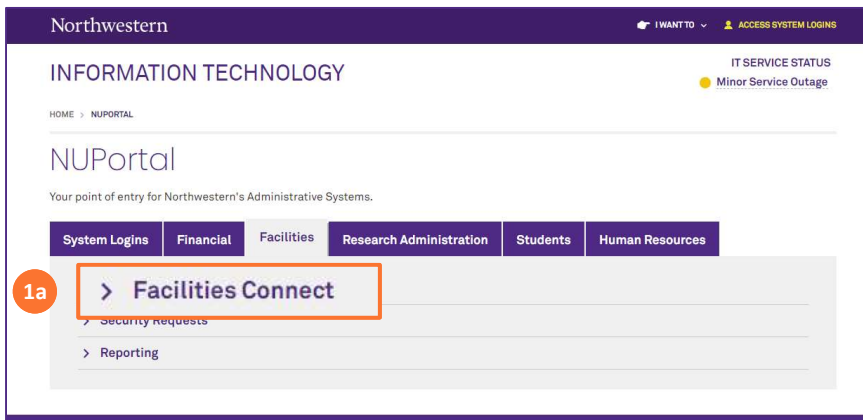 Northwestern
I WANT TO
ACCESS SYSTEM LOGINS
INFORMATION TECHNOLOGY
IT SERVICE STATUS
Minor Service Outage
HOME > NUPORTAL
NUPortal
Your point of entry for Northwestern's Administrative Systems.
System Logins Financial Facilities Research Administration Students Human Resources
1a
> Facilities Connect
> Security Requests
> Reporting